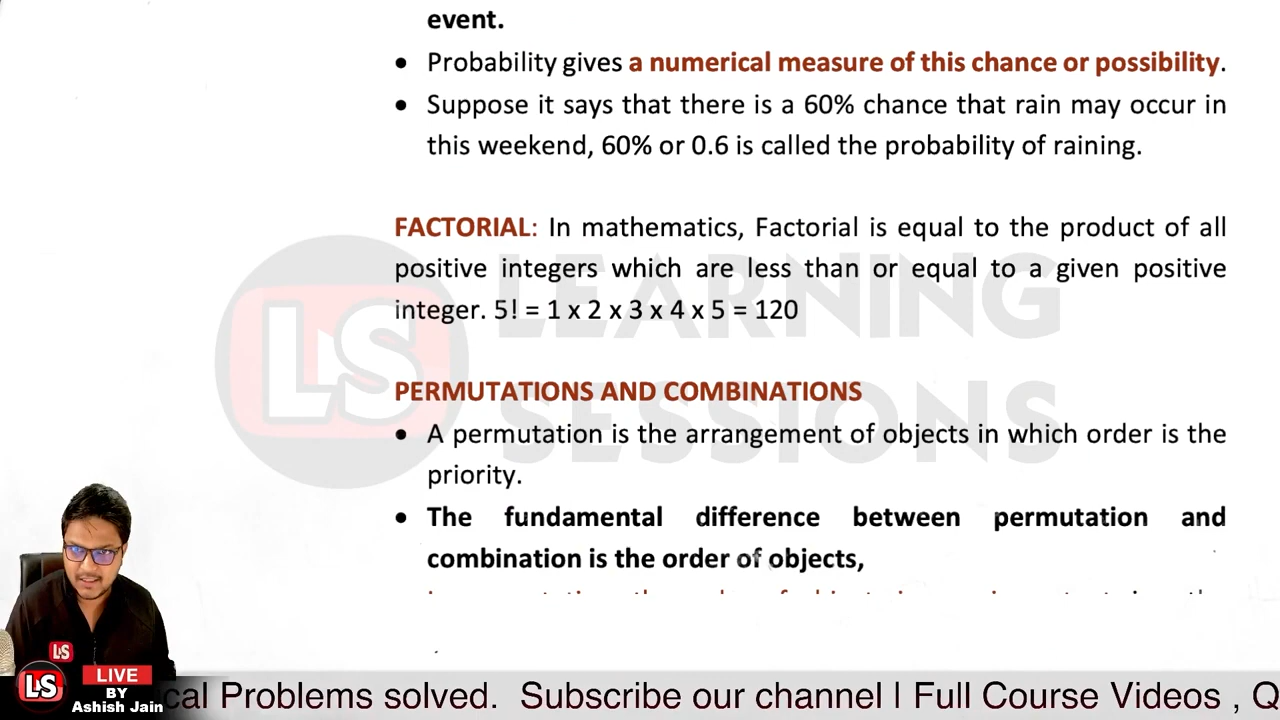 event.
• Probability gives a numerical measure of this chance or possibility.
• Suppose it says that there is a 60% chance that rain may occur in
this weekend, 60% or 0.6 is called the probability of raining.
FACTORIAL: In mathematics, Factorial is equal to the product of all
positive integers which are less than or equal to a given positive
integer. 5! = 1 x 2 x 3 x 4 x 5 = 120
LS LEARNING
SESSIONS
PERMUTATIONS AND COMBINATIONS
• A permutation is the arrangement of objects in which order is the
priority.
• The fundamental difference between permutation and
combination is the order of objects,
LS
LS
LIVE
BY
Ashish Jain
cal Problems solved. Subscribe our channel l Full Course Videos , Q